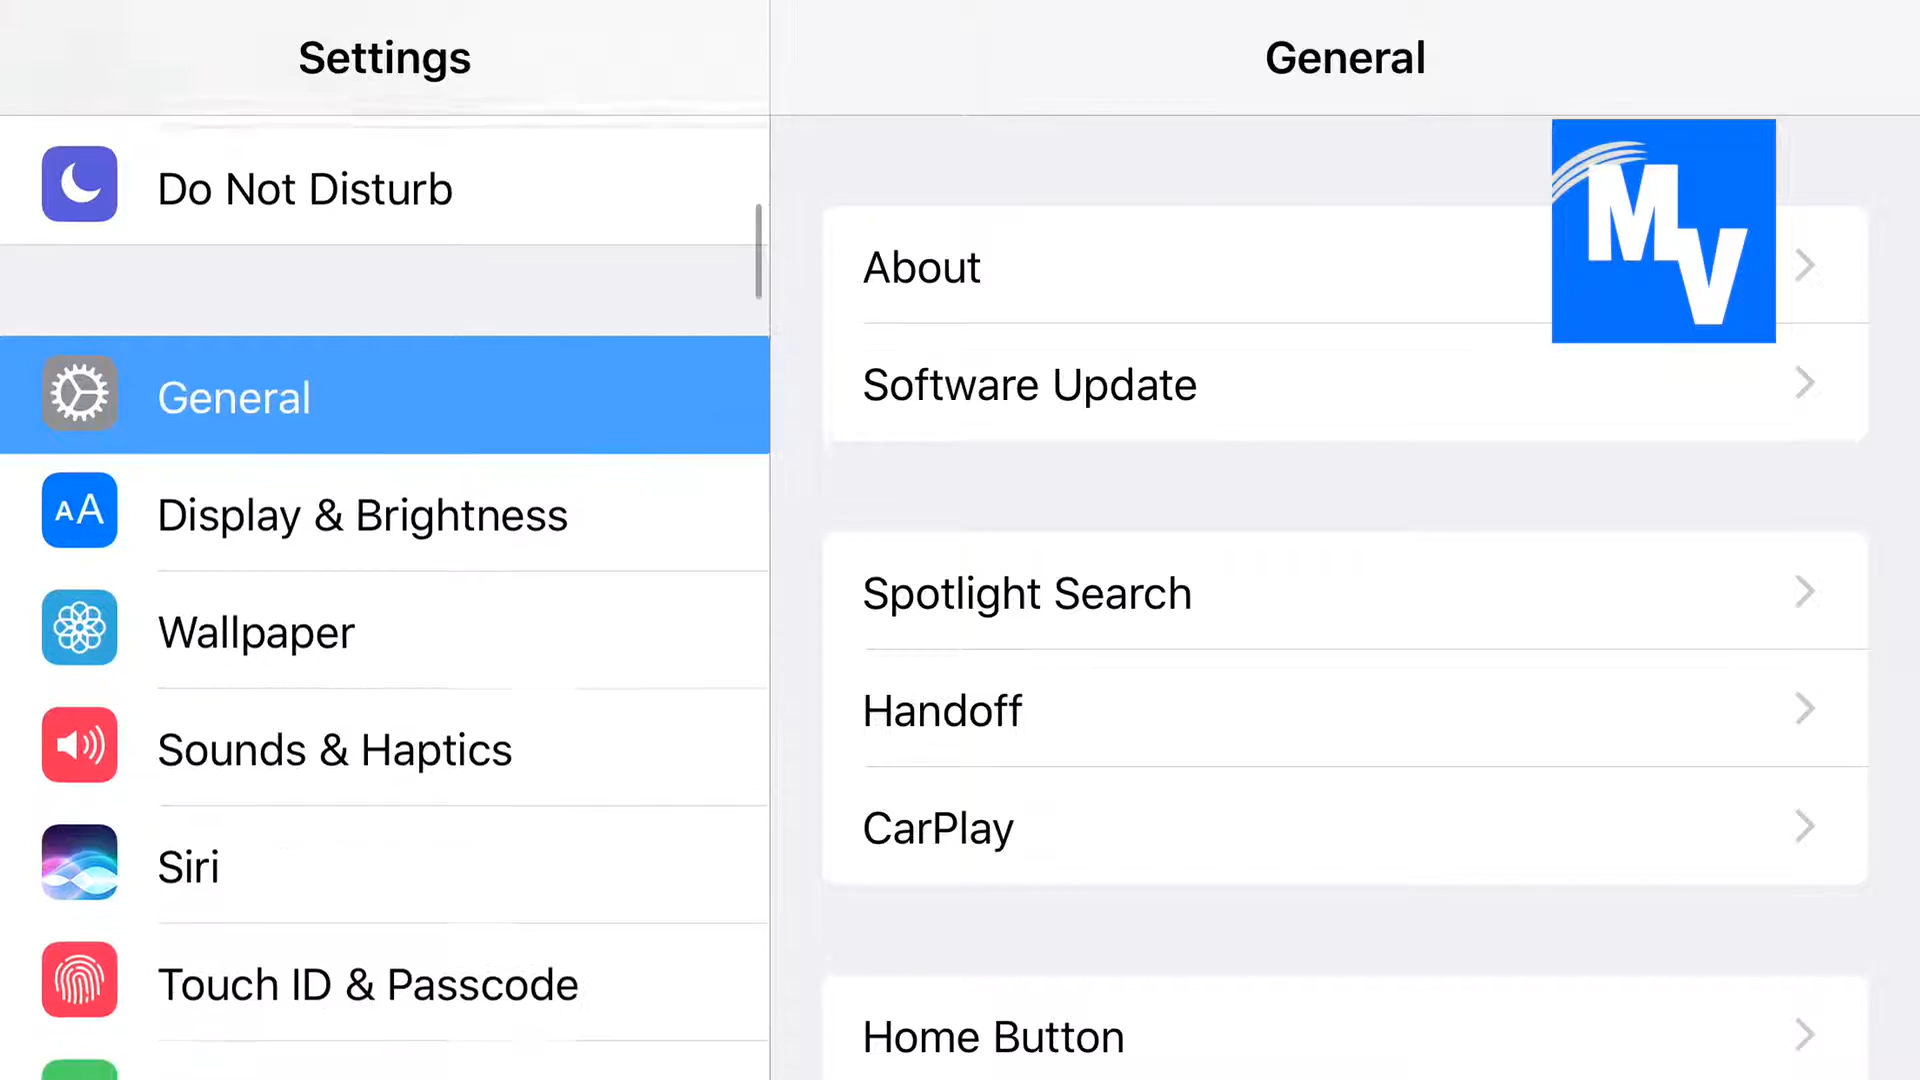 Settings
Do Not Disturb
General
AA Display & Brightness
Wallpaper
Sounds & Haptics
Siri
Touch ID & Passcode
General
MV
About
Software Update
Spotlight Search
Handoff
CarPlay
Home Button